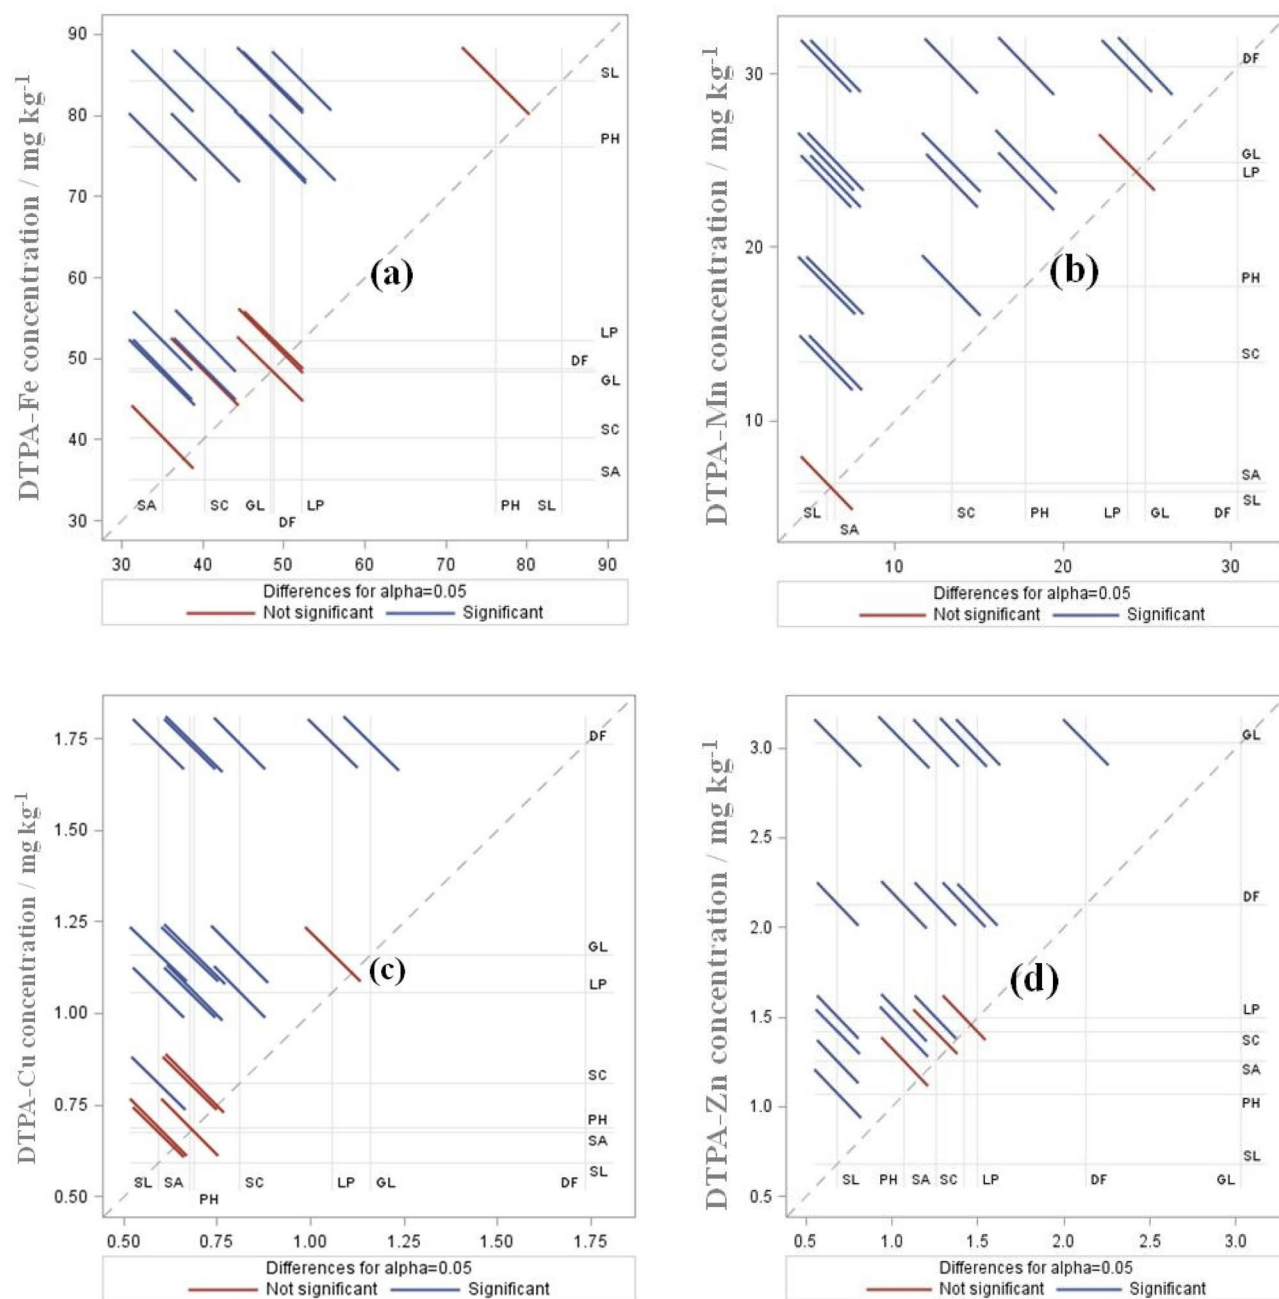 DTPA-Fe concentration / mg kg-1
90
80
70
60
50
40
30
SL
PH
LP
DF
GL
SC
SA
(a)
SA
SC
GL
DF
LP
PH
SL
30
40
50
60
70
80
90
Differences for alpha=0.05
Not significant
Significant
DTPA-Mn concentration / mg kg-1
30
20
10
DF
GL
LP
PH
SC
SA
SL
(b)
SL
SA
SC
PH
LP
GL
DF
10
20
30
Differences for alpha=0.05
Not significant
Significant
DTPA-Cu concentration / mg kg-1
1.75
1.50
1.25
1.00
0.75
0.50
DF
GL
LP
SC
PH
SA
SL
(c)
SL
SA
PH
SC
LP
GL
DF
0.50
0.75
1.00
1.25
1.50
1.75
Differences for alpha=0.05
Not significant
Significant
DTPA-Zn concentration / mg kg-1
3.0
2.5
2.0
1.5
1.0
0.5
GL
DF
LP
SC
SA
PH
SL
(d)
SL
PH
SA
SC
LP
DF
GL
0.5
1.0
1.5
2.0
2.5
3.0
Differences for alpha=0.05
Not significant
Significant